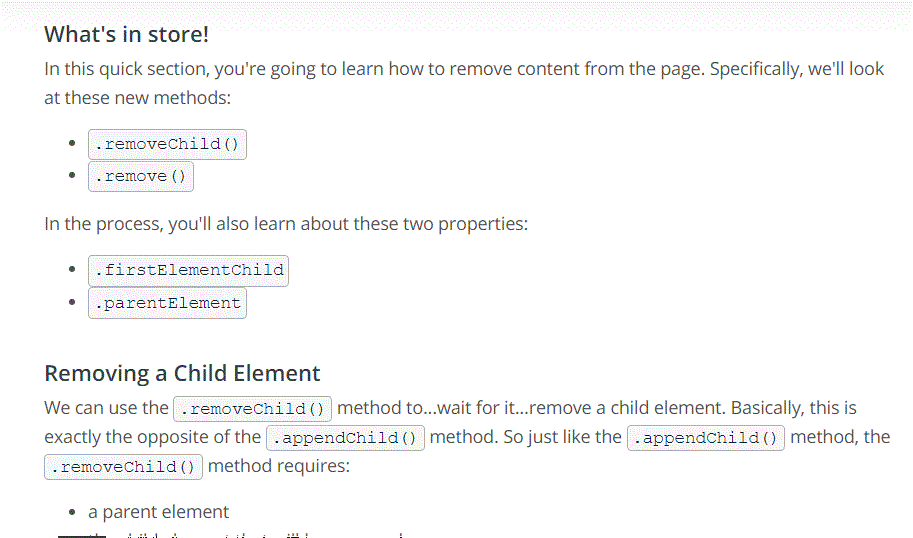 What's in store!
In this quick section, you're going to learn how to remove content from the page. Specifically, we'll look
at these new methods:
.removeChild()
.remove()
In the process, you'll also learn about these two properties:
.firstElementChild
.parentElement
Removing a Child Element
We can use the .removeChild() method to...wait for it...remove a child element. Basically, this is
exactly the opposite of the .appendChild() method. So just like the .appendChild() method, the
.removeChild() method requires:
a parent element